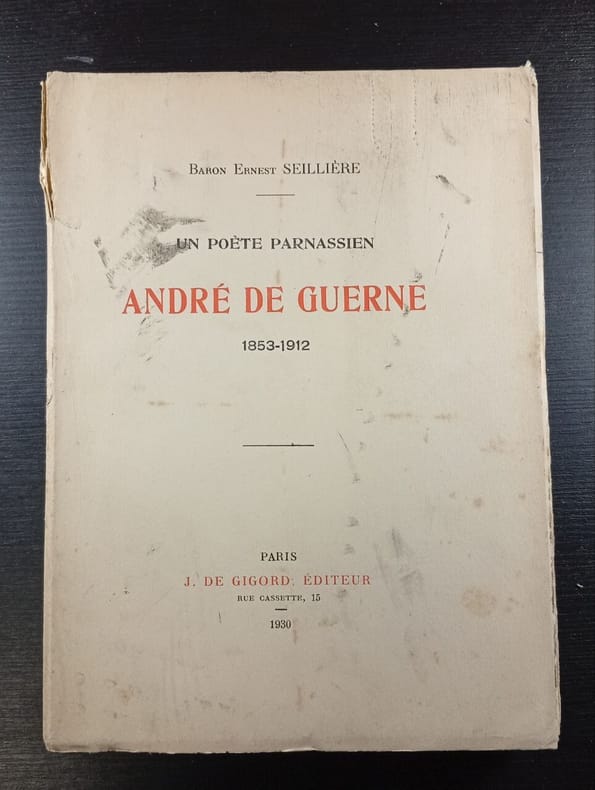 Baron Ernest SEILLIÈRE
UN POÈTE PARNASSIEN
ANDRÉ DE GUERNE
1853-1912
PARIS
J. DE GIGORD, ÉDITEUR
RUE CASSETTE, 15
1930